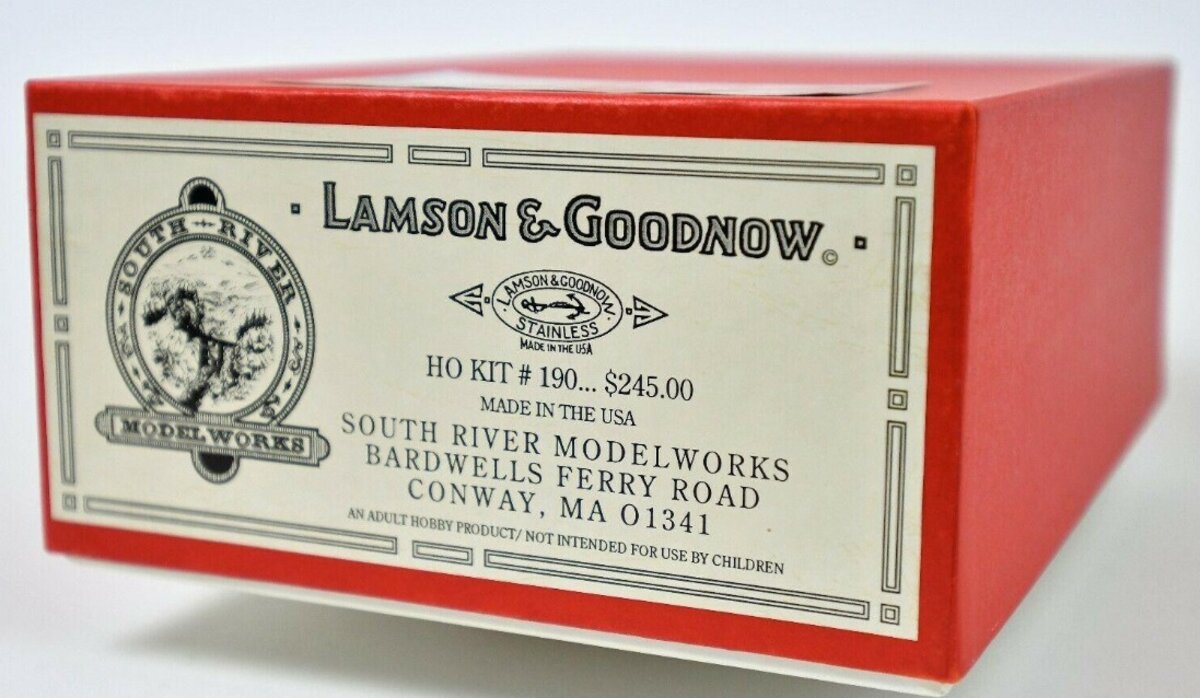 SOUTH RIVER
MODELWORKS
LAMSON & GOODNOW ©
LAMSON & GOODNOW
STAINLESS
MADE IN THE USA
HO KIT # 190... $245.00
MADE IN THE USA
SOUTH RIVER MODELWORKS
BARDWELLS FERRY ROAD
CONWAY, MA 01341
AN ADULT HOBBY PRODUCT/ NOT INTENDED FOR USE BY CHILDREN